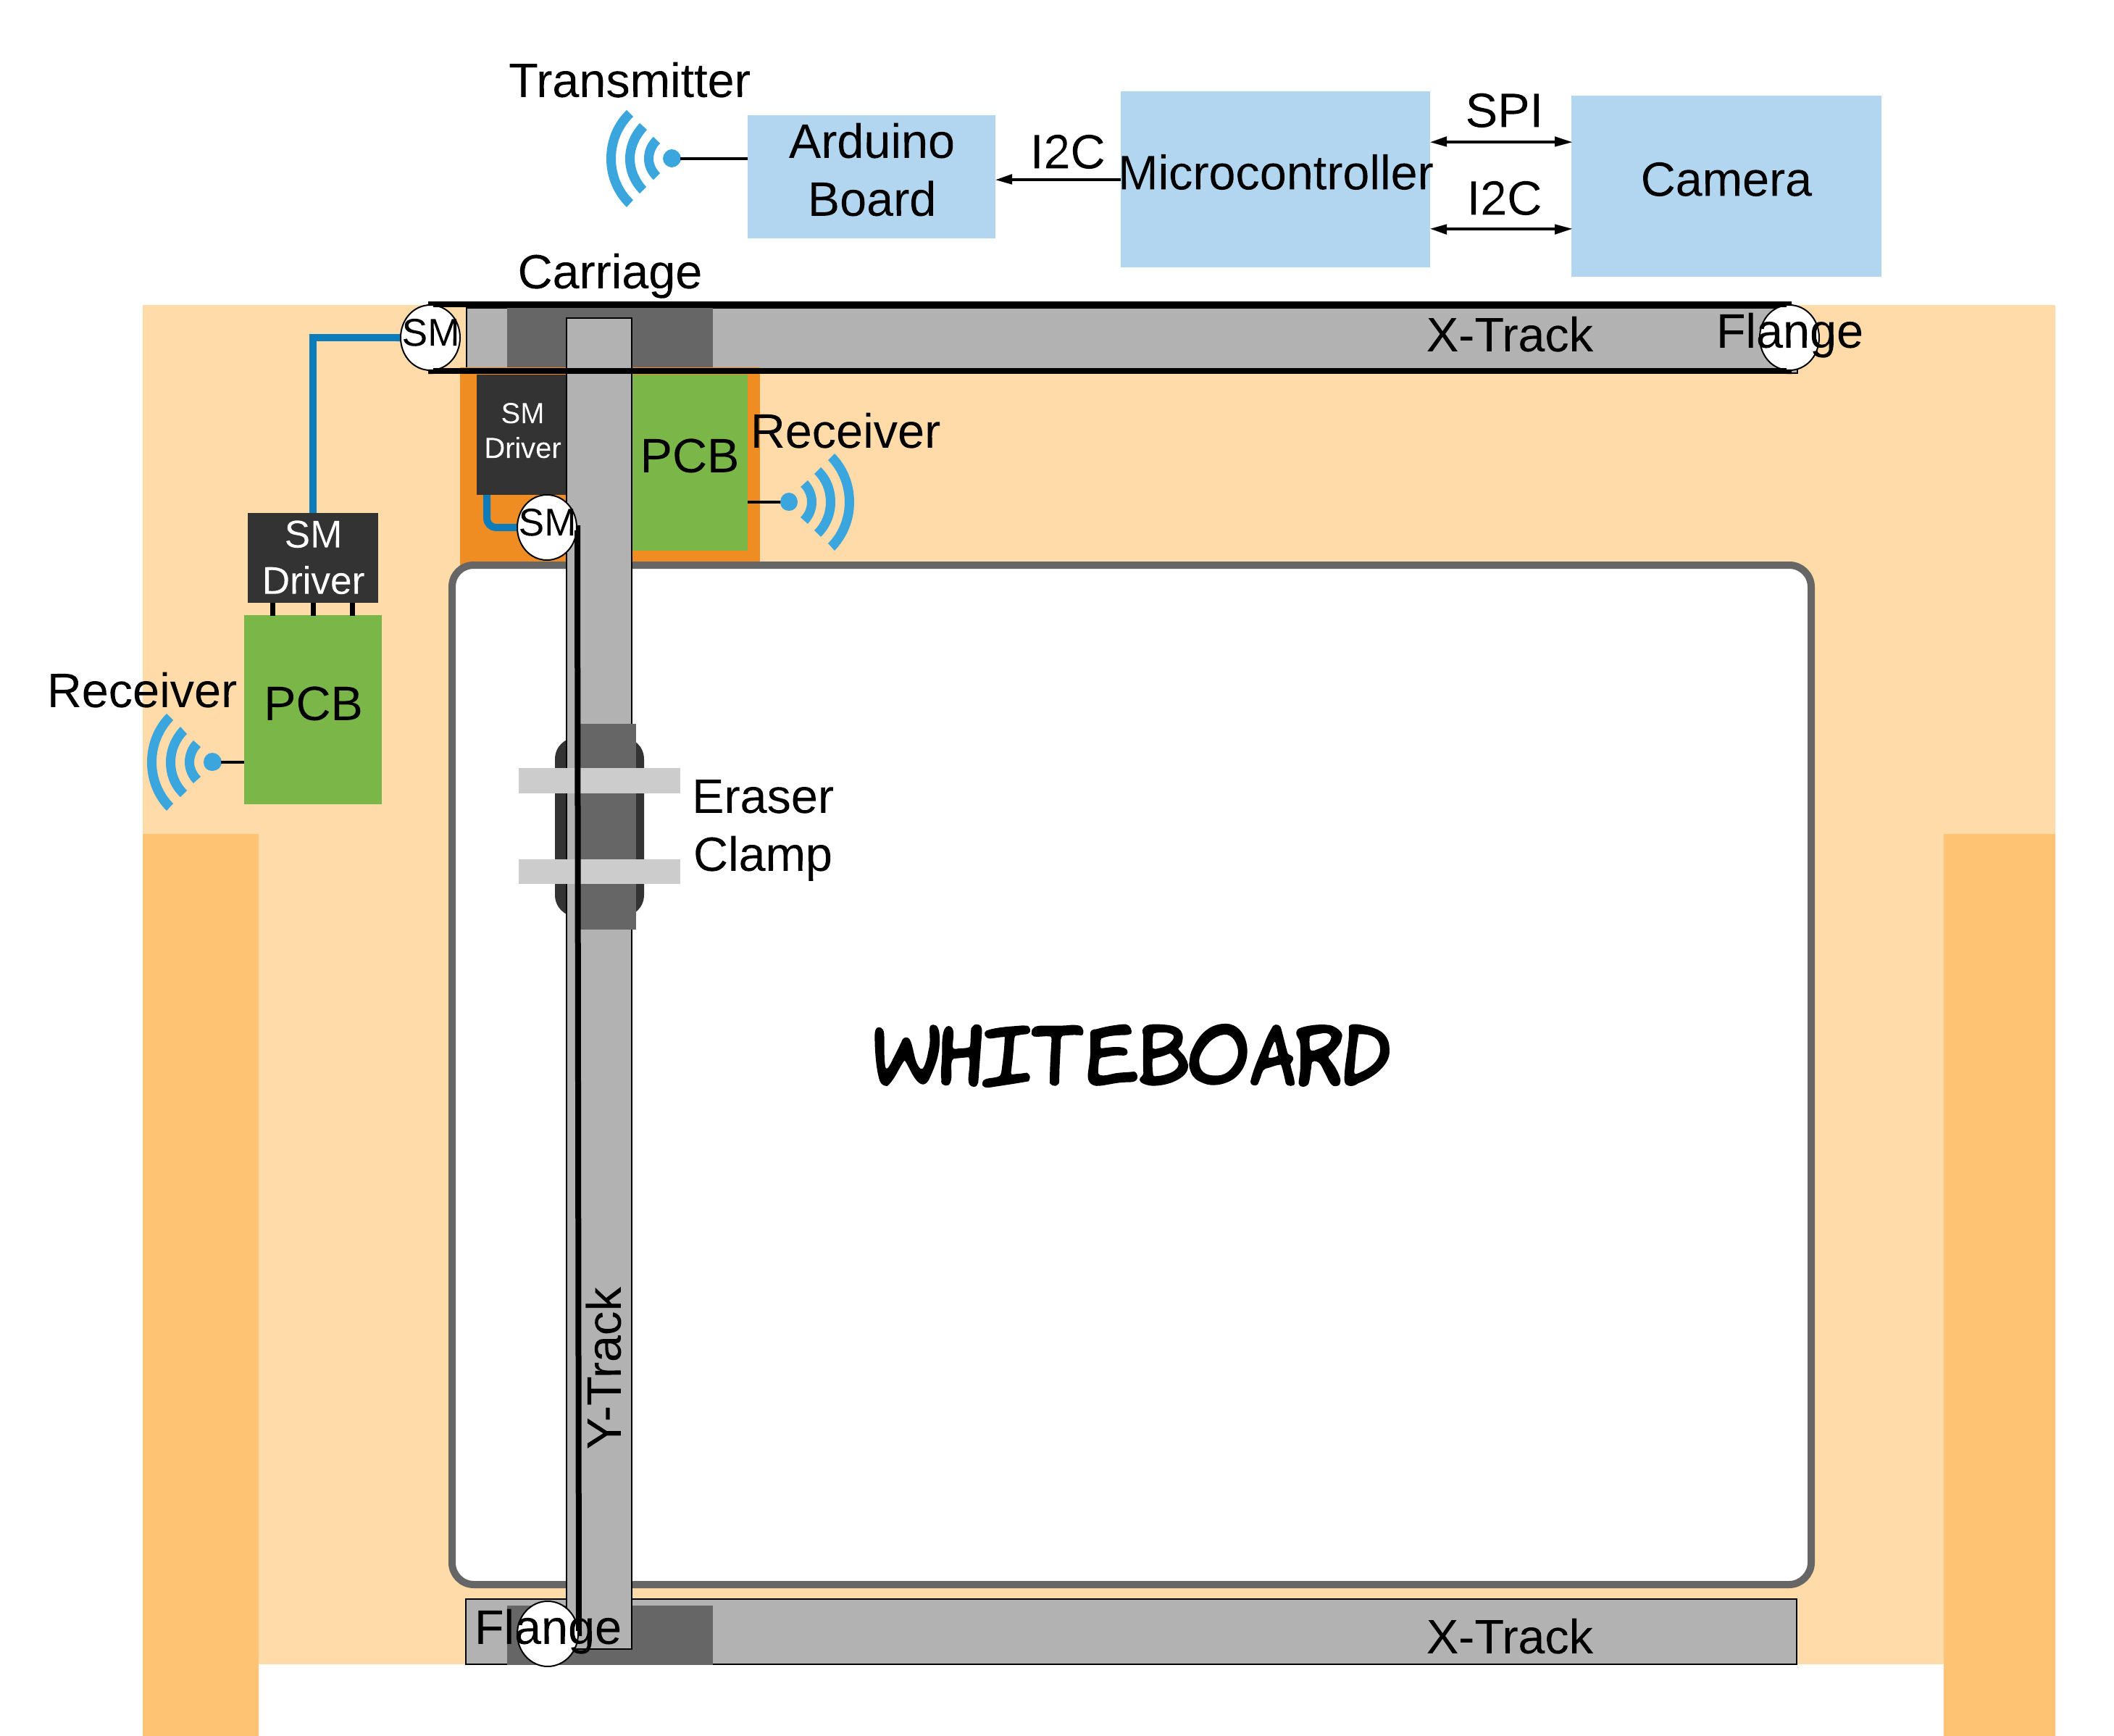 Transmitter
Arduino
Board
I2C
Microcontroller
SPI
I2C
Camera
Carriage
SM
X-Track
Flange
SM
Driver
PCB
Receiver
SM
SM
Driver
Receiver
PCB
Eraser
Clamp
WHITEBOARD
Y-Track
Flange
X-Track